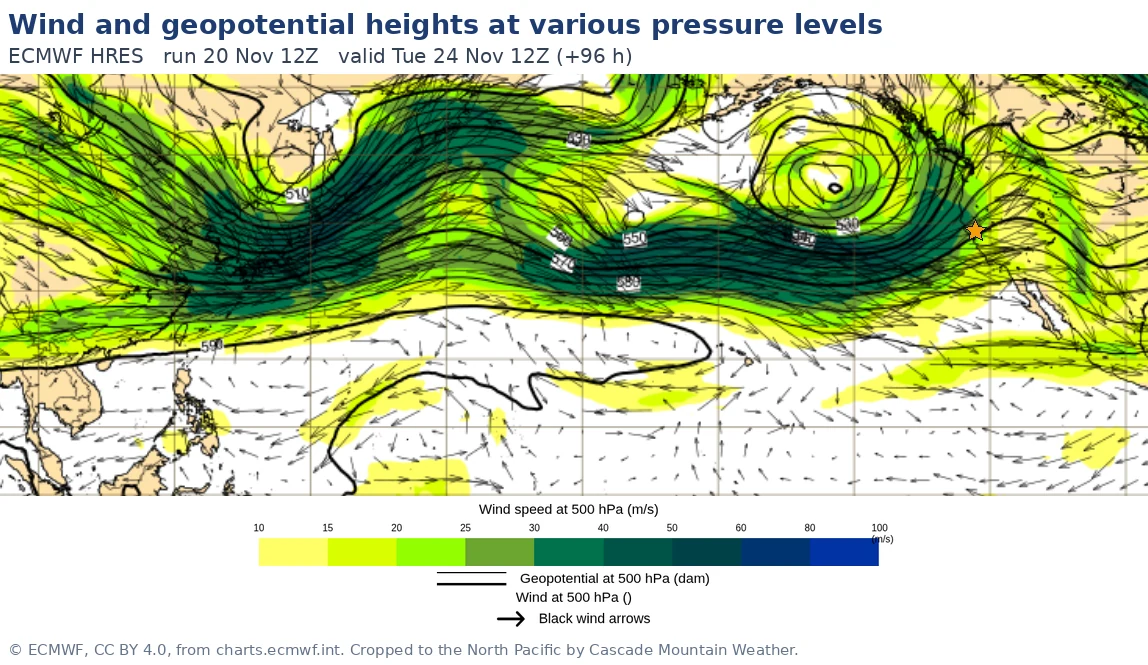 Wind and geopotential heights at various pressure levels
ECMWF HRES run 20 Nov 12Z valid Tue 24 Nov 12Z (+96 h)
510
530
550
580
590
Wind speed at 500 hPa (m/s)
10 15 20 25 30 40 50 60 80 100
(m/s)
Geopotential at 500 hPa (dam)
Wind at 500 hPa ()
Black wind arrows
© ECMWF, CC BY 4.0, from charts.ecmwf.int. Cropped to the North Pacific by Cascade Mountain Weather.